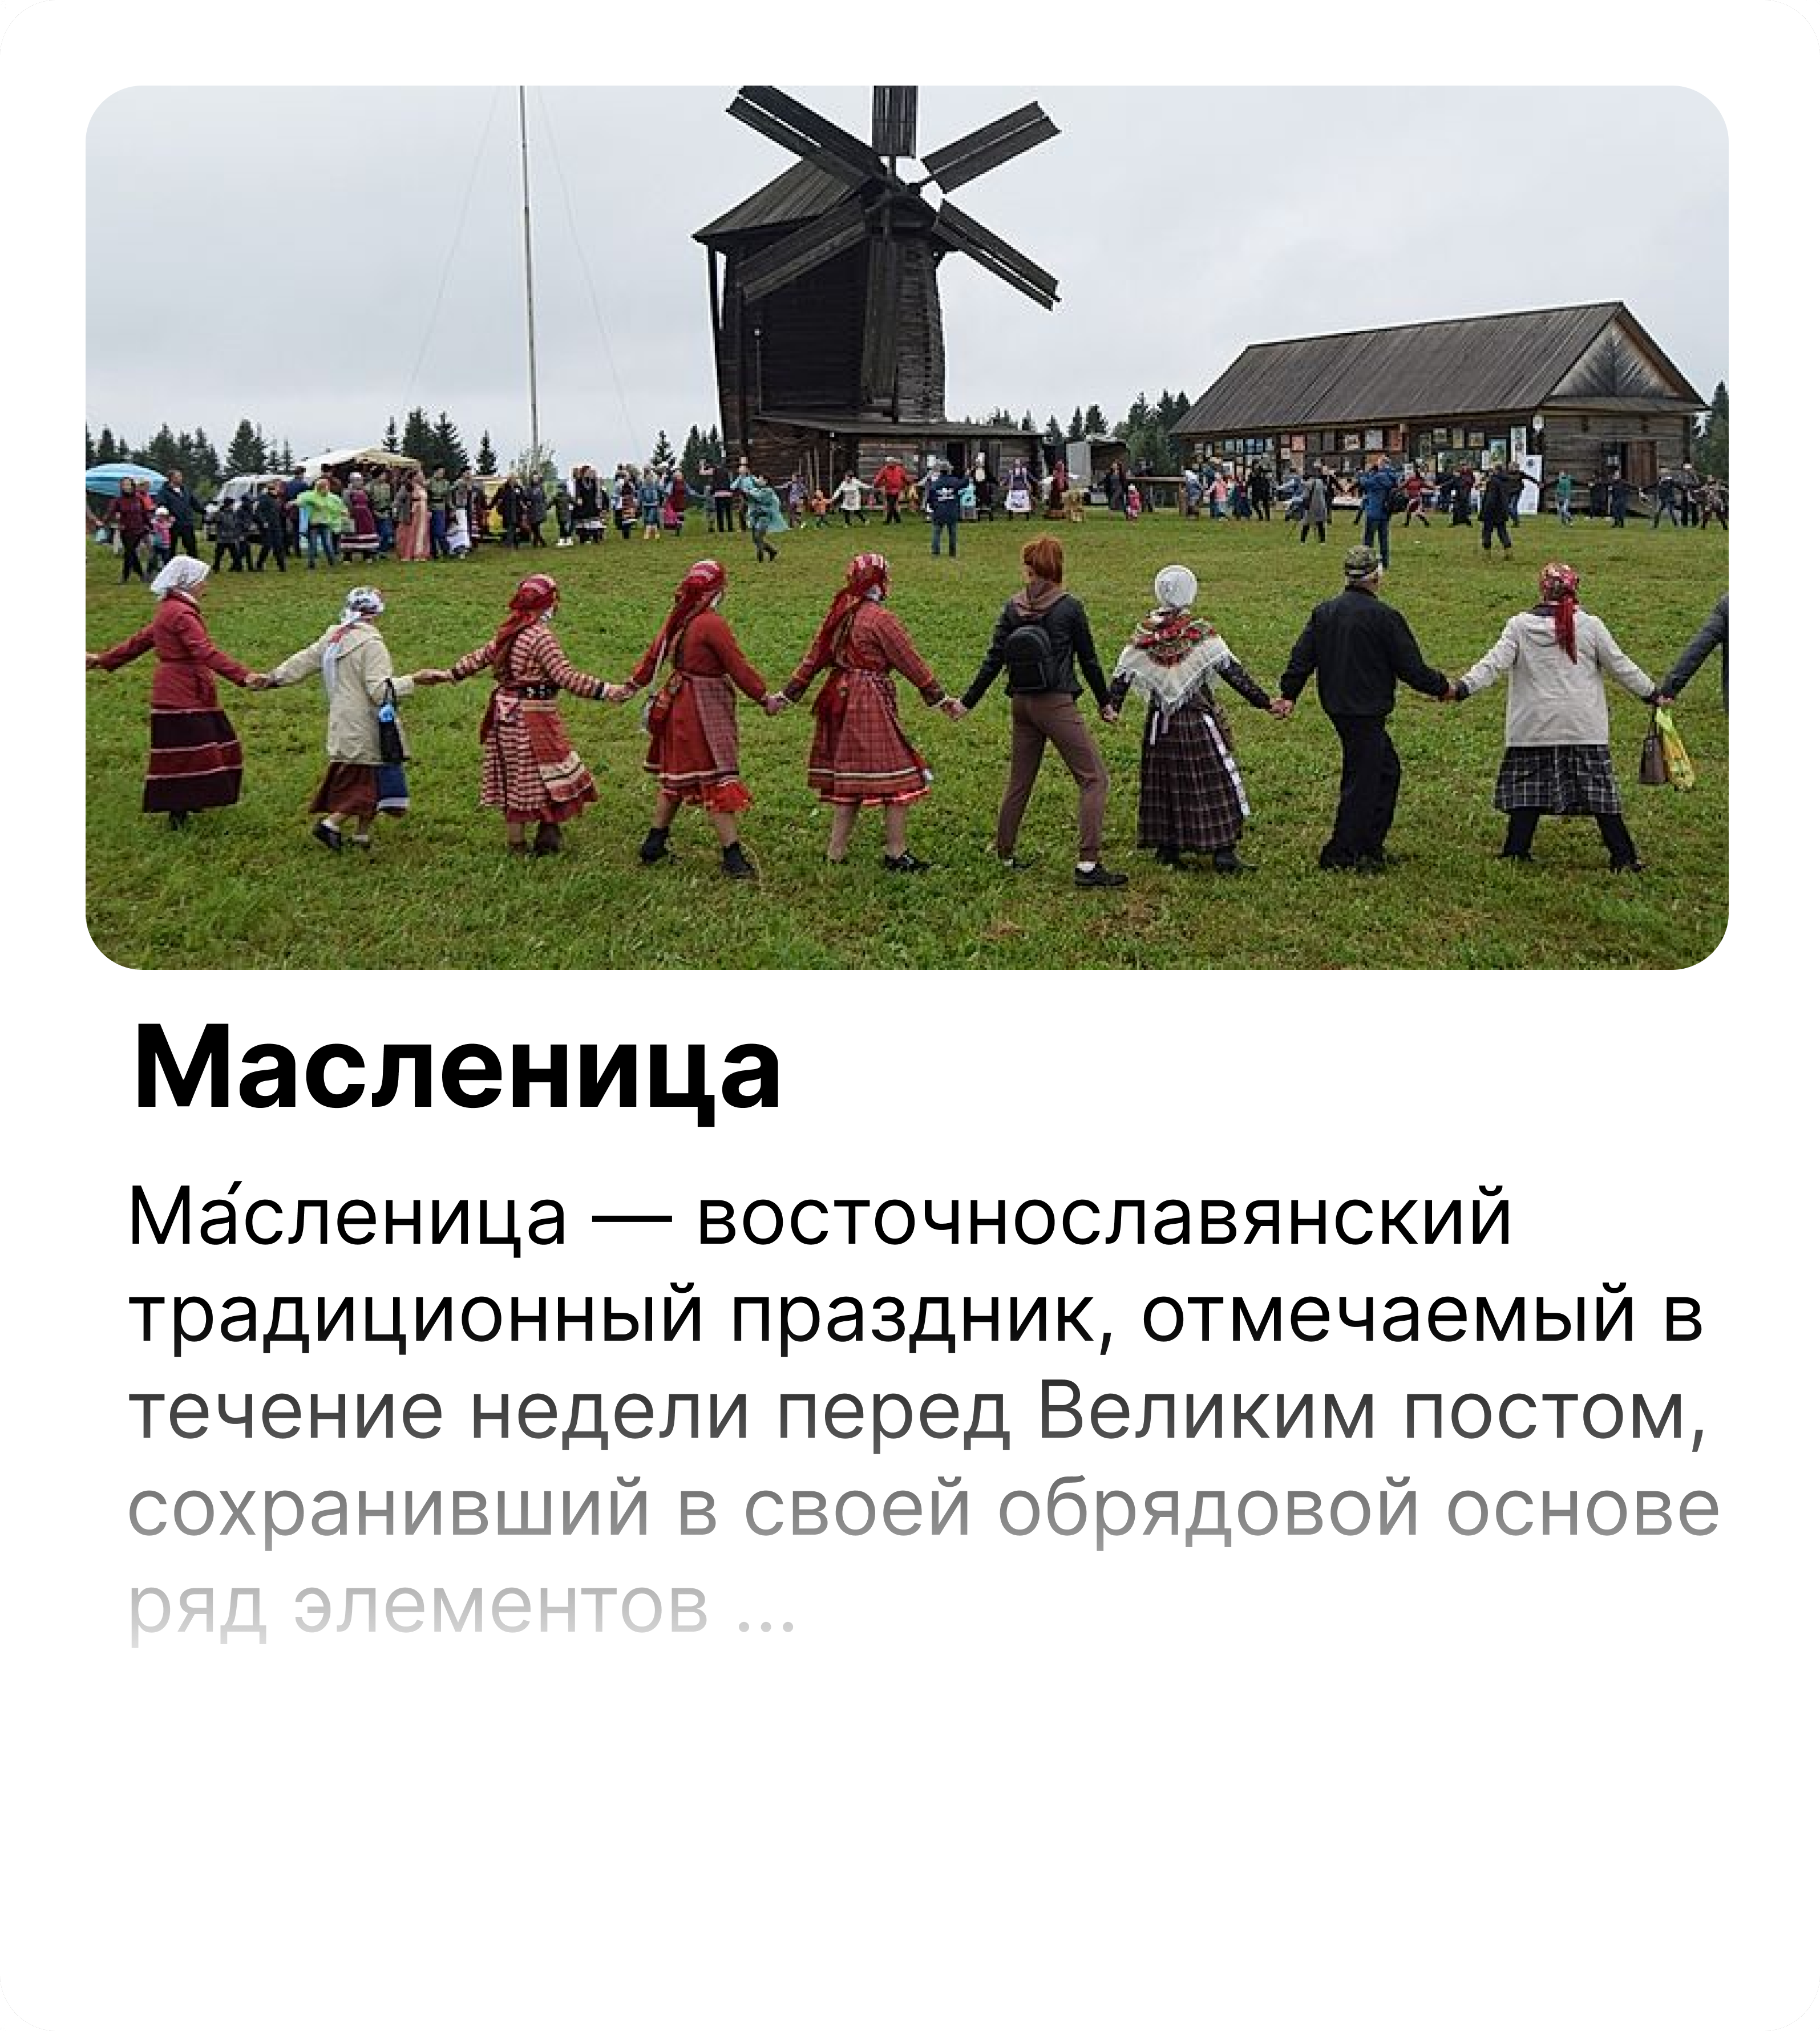 Масленица
Ма́сленица — восточнославянский
традиционный праздник, отмечаемый в
течение недели перед Великим постом,
сохранивший в своей обрядовой основе
ряд элементов ...